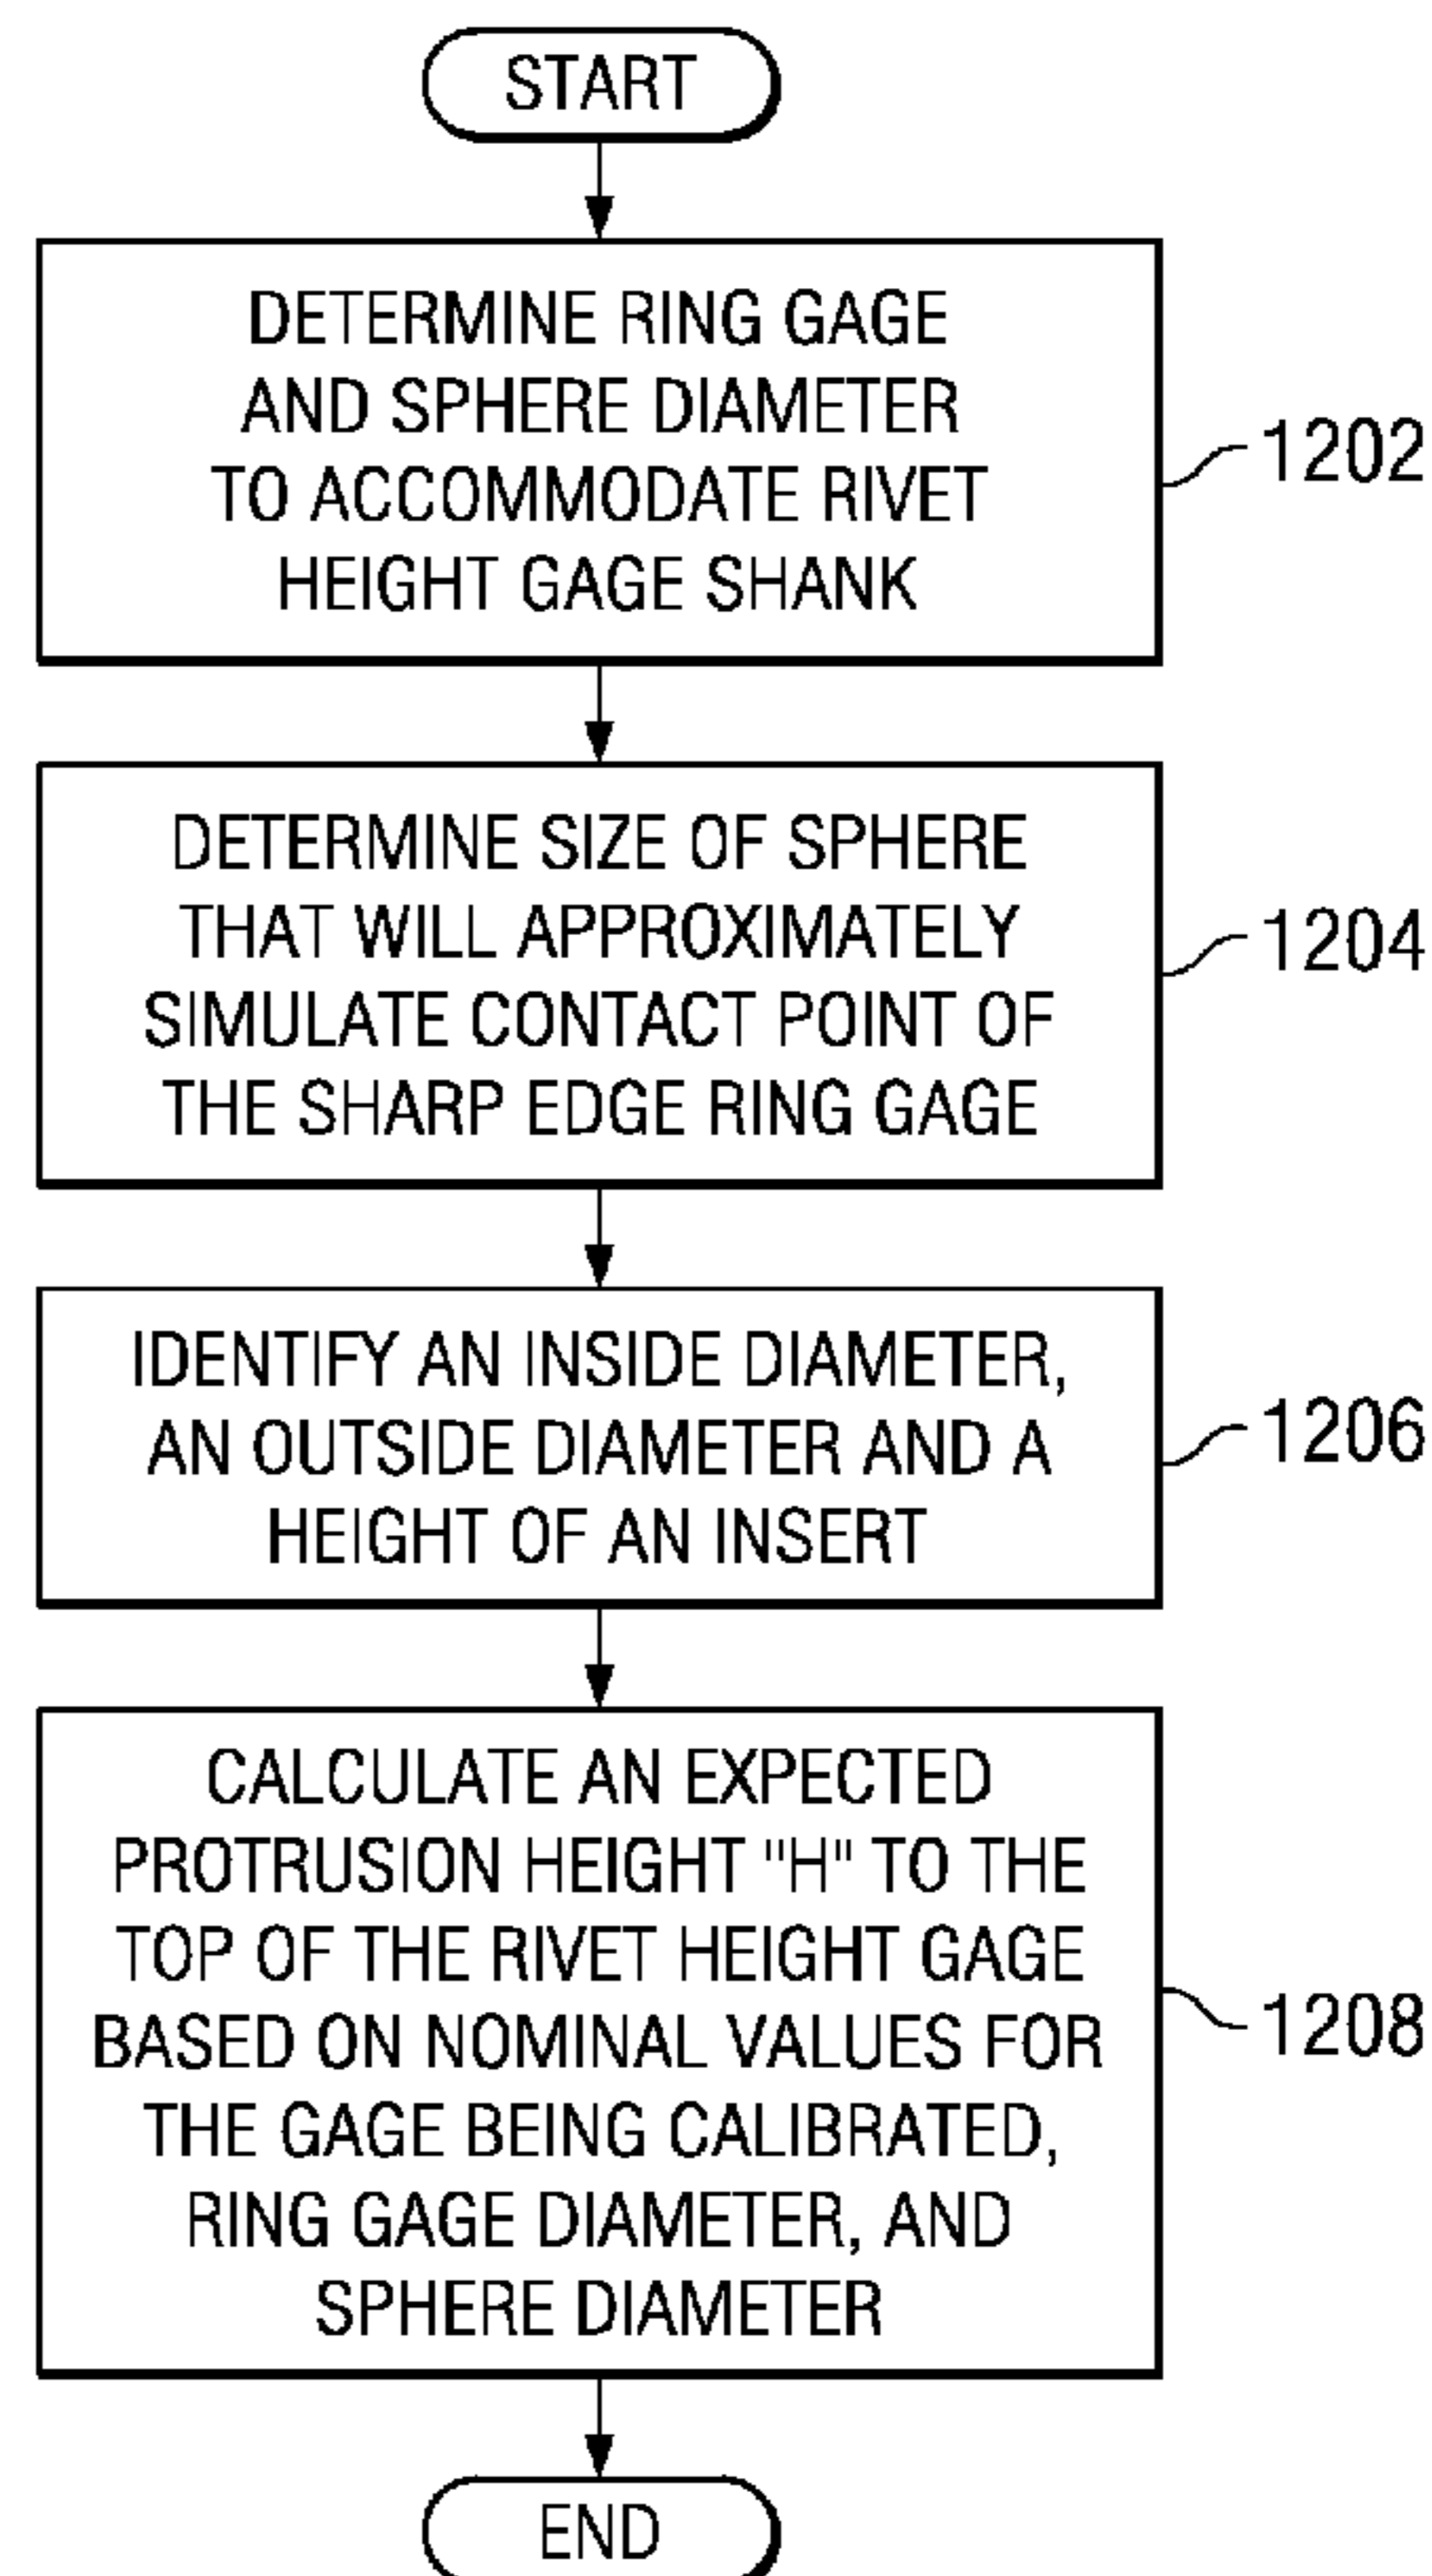 START
DETERMINE RING GAGE
AND SPHERE DIAMETER
TO ACCOMMODATE RIVET
HEIGHT GAGE SHANK
1202
DETERMINE SIZE OF SPHERE
THAT WILL APPROXIMATELY
SIMULATE CONTACT POINT OF
THE SHARP EDGE RING GAGE
1204
IDENTIFY AN INSIDE DIAMETER,
AN OUTSIDE DIAMETER AND A
HEIGHT OF AN INSERT
1206
CALCULATE AN EXPECTED
PROTRUSION HEIGHT "H" TO THE
TOP OF THE RIVET HEIGHT GAGE
BASED ON NOMINAL VALUES FOR
THE GAGE BEING CALIBRATED,
RING GAGE DIAMETER, AND
SPHERE DIAMETER
1208
END